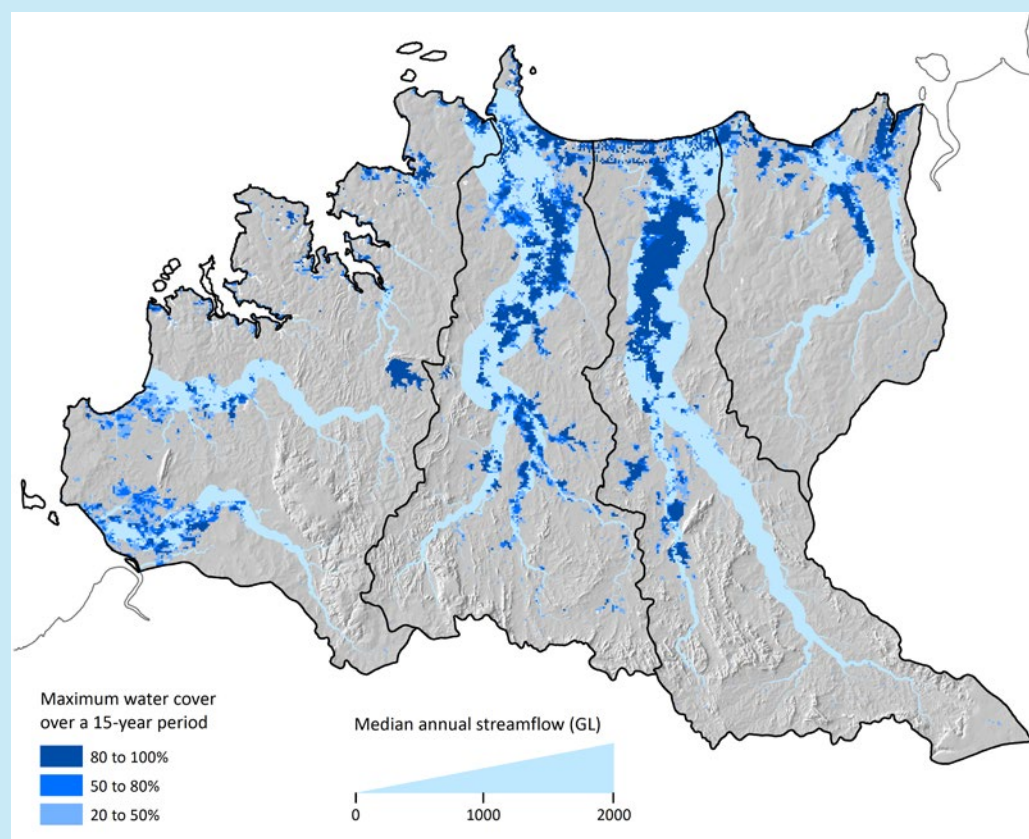 Maximum water cover
over a 15-year period
80 to 100%
50 to 80%
20 to 50%
Median annual streamflow (GL)
0 1000 2000